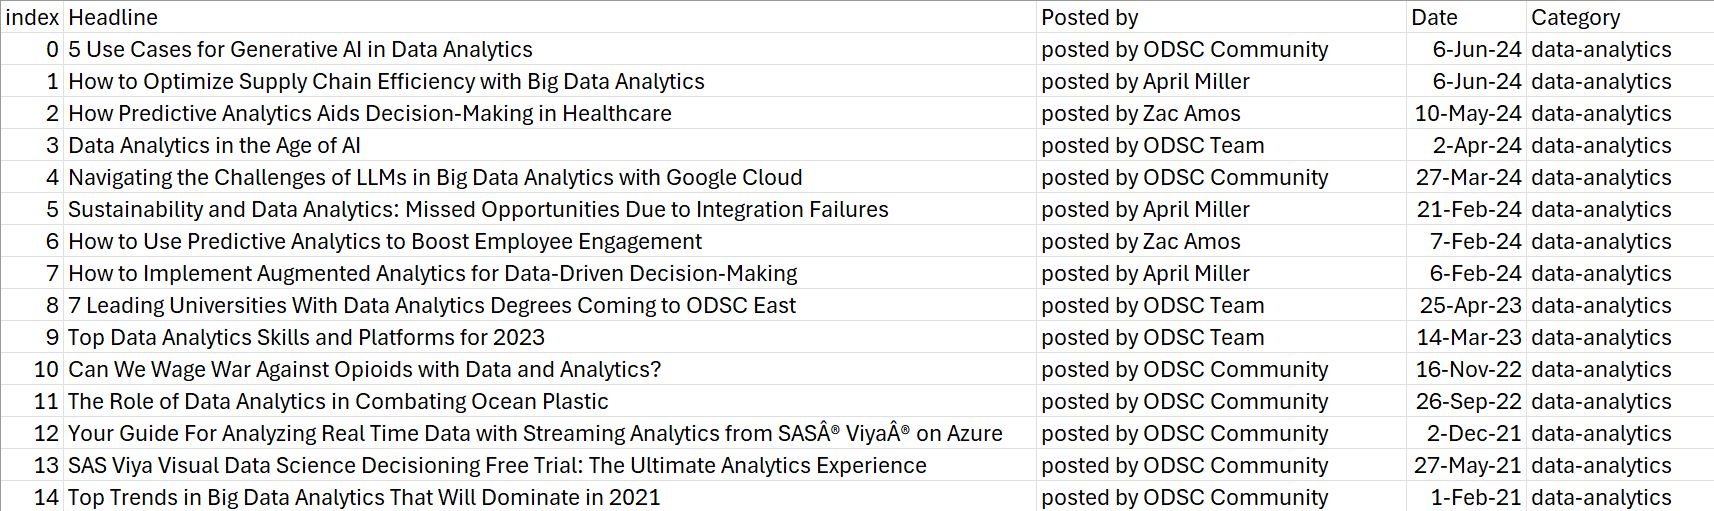 index Headline Posted by Date Category
0 5 Use Cases for Generative AI in Data Analytics posted by ODSC Community 6-Jun-24 data-analytics
1 How to Optimize Supply Chain Efficiency with Big Data Analytics posted by April Miller 6-Jun-24 data-analytics
2 How Predictive Analytics Aids Decision-Making in Healthcare posted by Zac Amos 10-May-24 data-analytics
3 Data Analytics in the Age of AI posted by ODSC Team 2-Apr-24 data-analytics
4 Navigating the Challenges of LLMs in Big Data Analytics with Google Cloud posted by ODSC Community 27-Mar-24 data-analytics
5 Sustainability and Data Analytics: Missed Opportunities Due to Integration Failures posted by April Miller 21-Feb-24 data-analytics
6 How to Use Predictive Analytics to Boost Employee Engagement posted by Zac Amos 7-Feb-24 data-analytics
7 How to Implement Augmented Analytics for Data-Driven Decision-Making posted by April Miller 6-Feb-24 data-analytics
8 7 Leading Universities With Data Analytics Degrees Coming to ODSC East posted by ODSC Team 25-Apr-23 data-analytics
9 Top Data Analytics Skills and Platforms for 2023 posted by ODSC Team 14-Mar-23 data-analytics
10 Can We Wage War Against Opioids with Data and Analytics? posted by ODSC Community 16-Nov-22 data-analytics
11 The Role of Data Analytics in Combating Ocean Plastic posted by ODSC Community 26-Sep-22 data-analytics
12 Your Guide For Analyzing Real Time Data with Streaming Analytics from SASÂ® ViyaÂ® on Azure posted by ODSC Community 2-Dec-21 data-analytics
13 SAS Viya Visual Data Science Decisioning Free Trial: The Ultimate Analytics Experience posted by ODSC Community 27-May-21 data-analytics
14 Top Trends in Big Data Analytics That Will Dominate in 2021 posted by ODSC Community 1-Feb-21 data-analytics